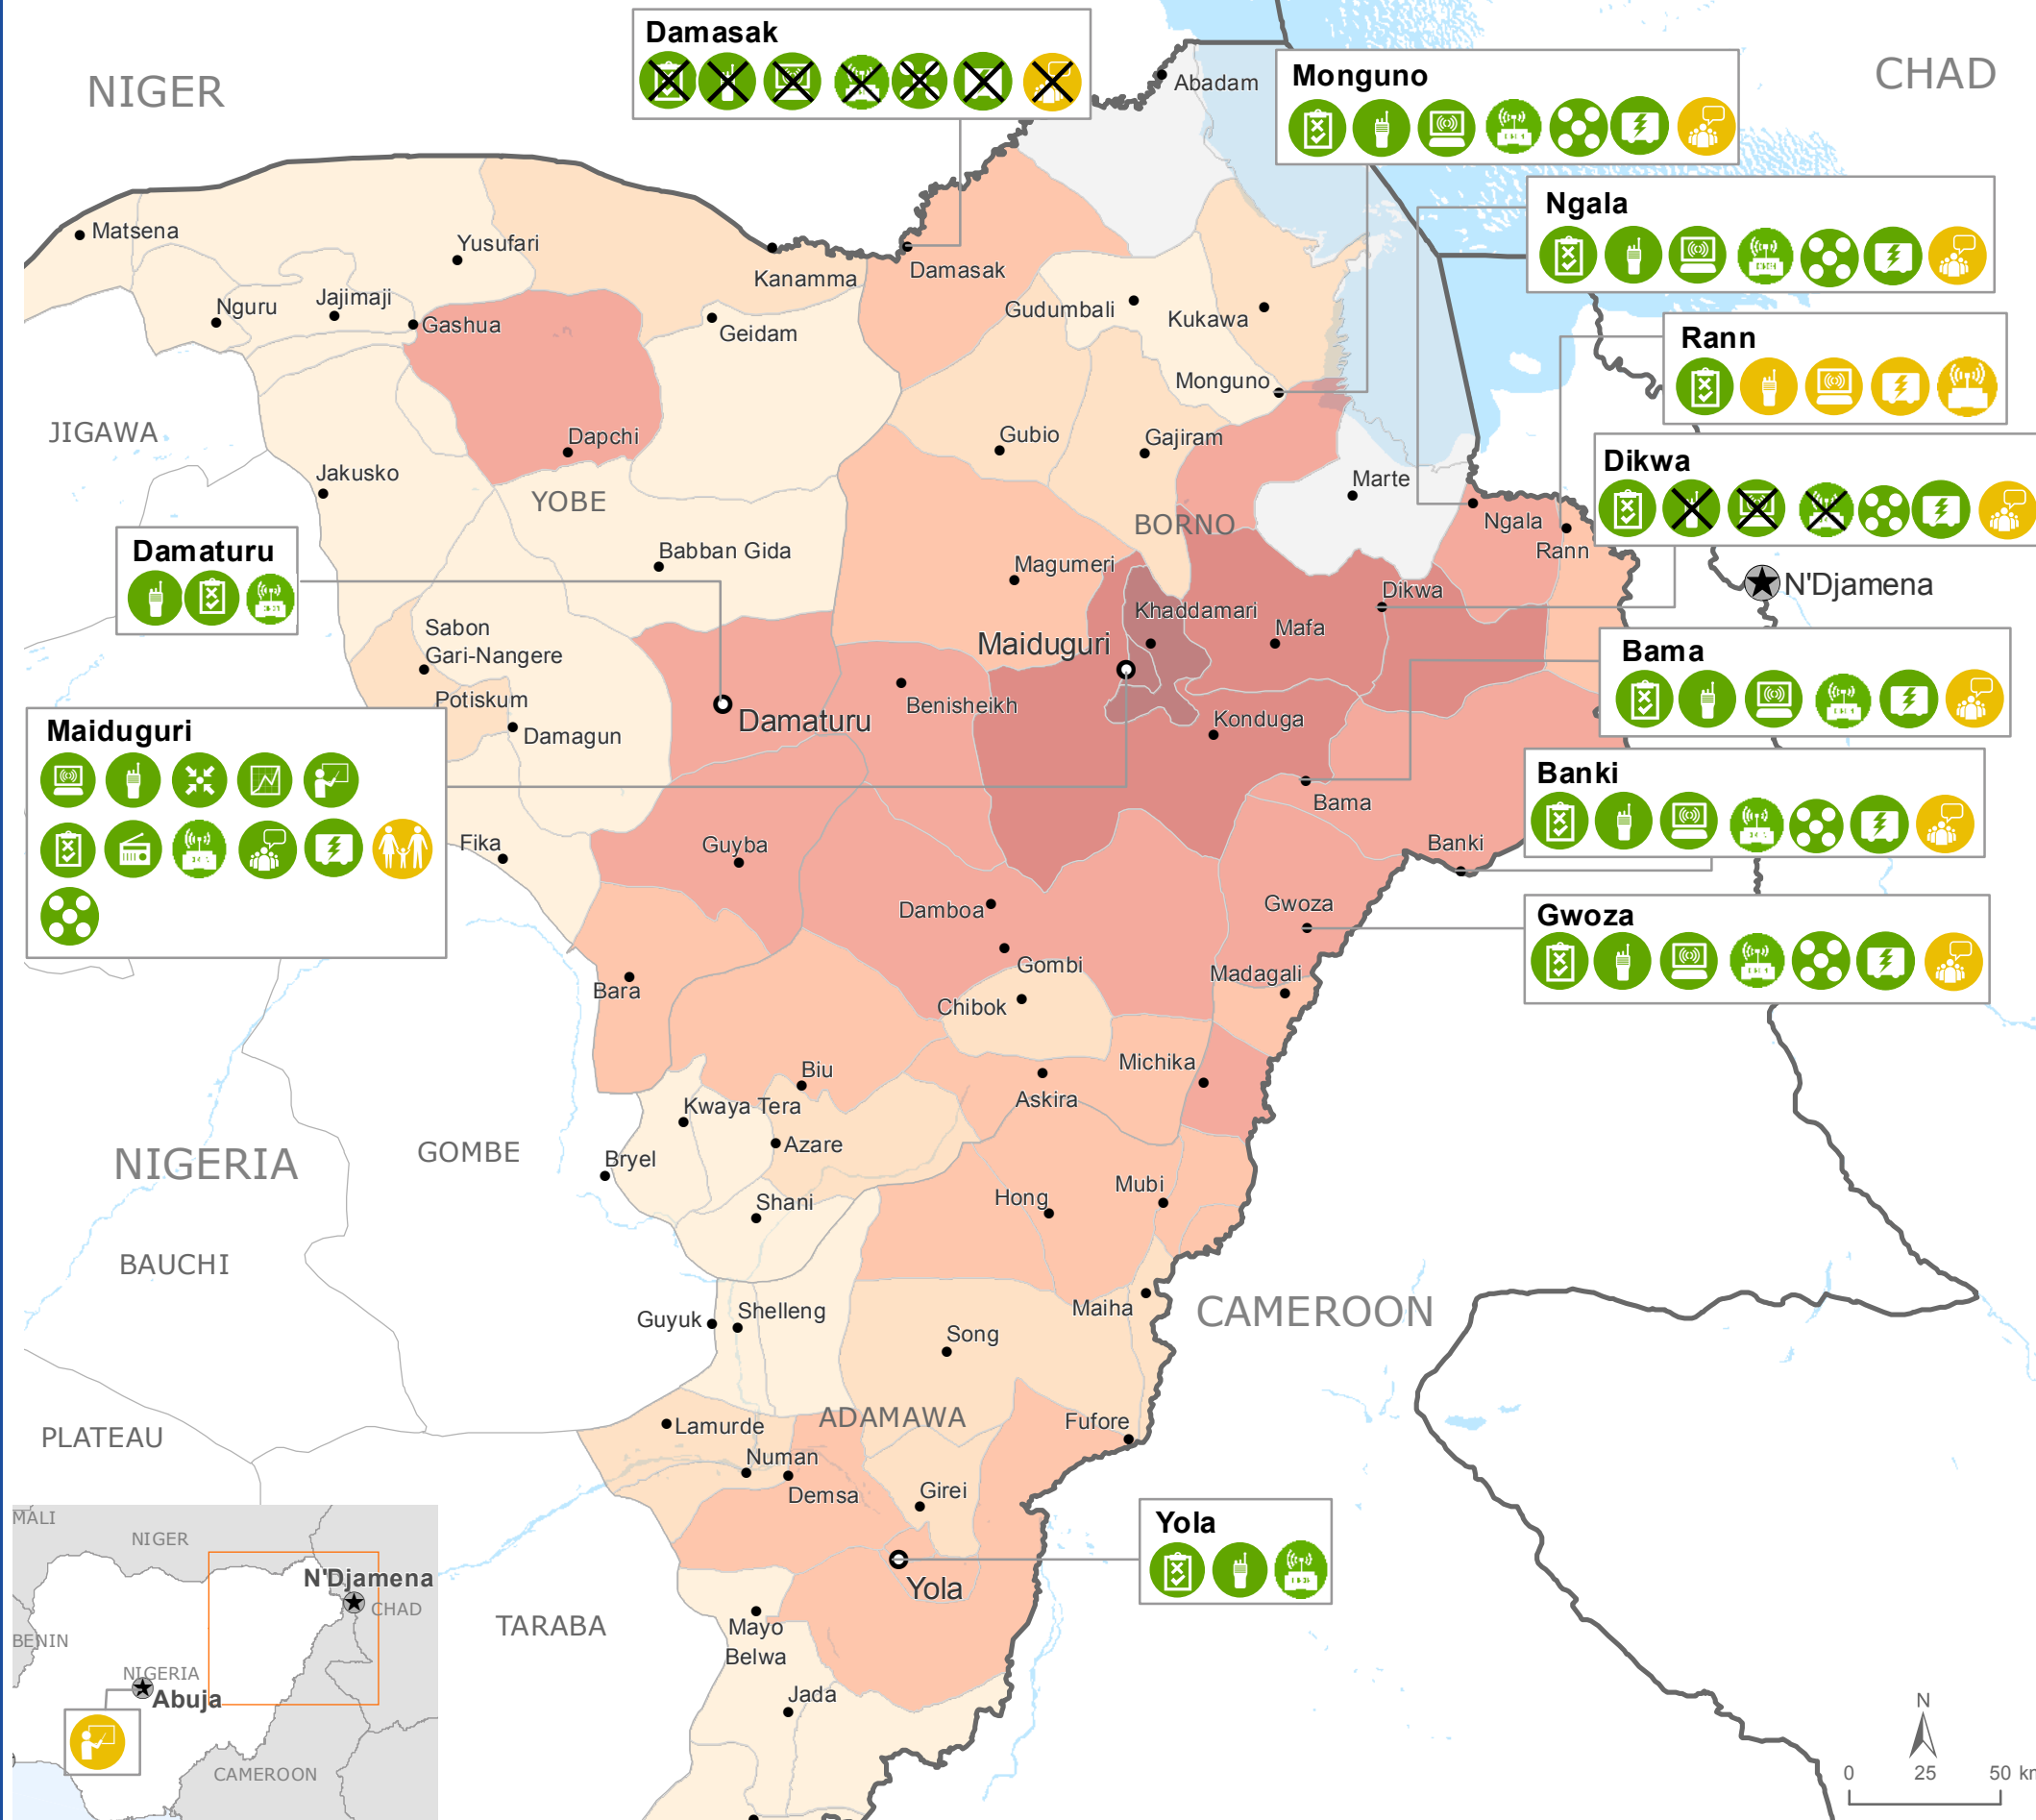 NIGER
CHAD
Damasak
Monguno
Ngala
Rann
Dikwa
Damaturu
Bama
Banki
Maiduguri
Gwoza
Yola
Abadam
Matsena
Yusufari
Kanamma
Damasak
Nguru
Jajimaji
Gashua
Geidam
Gudumbali
Kukawa
Monguno
JIGAWA
Dapchi
Gubio
Gajiram
Jakusko
YOBE
BORNO
Marte
Ngala
Rann
N'Djamena
Babban Gida
Magumeri
Khaddamari
Dikwa
Mafa
Maiduguri
Sabon
Gari-Nangere
Potiskum
Damagun
Damaturu
Benisheikh
Konduga
Bama
Fika
Guyba
Banki
Damboa
Gwoza
Gombi
Chibok
Madagali
Bara
Biu
Michika
Askira
Kwaya Tera
Azare
Bryel
NIGERIA
GOMBE
Shani
Hong
Mubi
BAUCHI
Guyuk
Shelleng
Maiha
CAMEROON
Song
PLATEAU
Lamurde
ADAMAWA
Fufore
Numan
Demsa
Girei
Yola
TARABA
Mayo
Belwa
Jada
MALI
NIGER
N'Djamena
CHAD
BENIN
NIGERIA
Abuja
CAMEROON
N
0 25 50 km